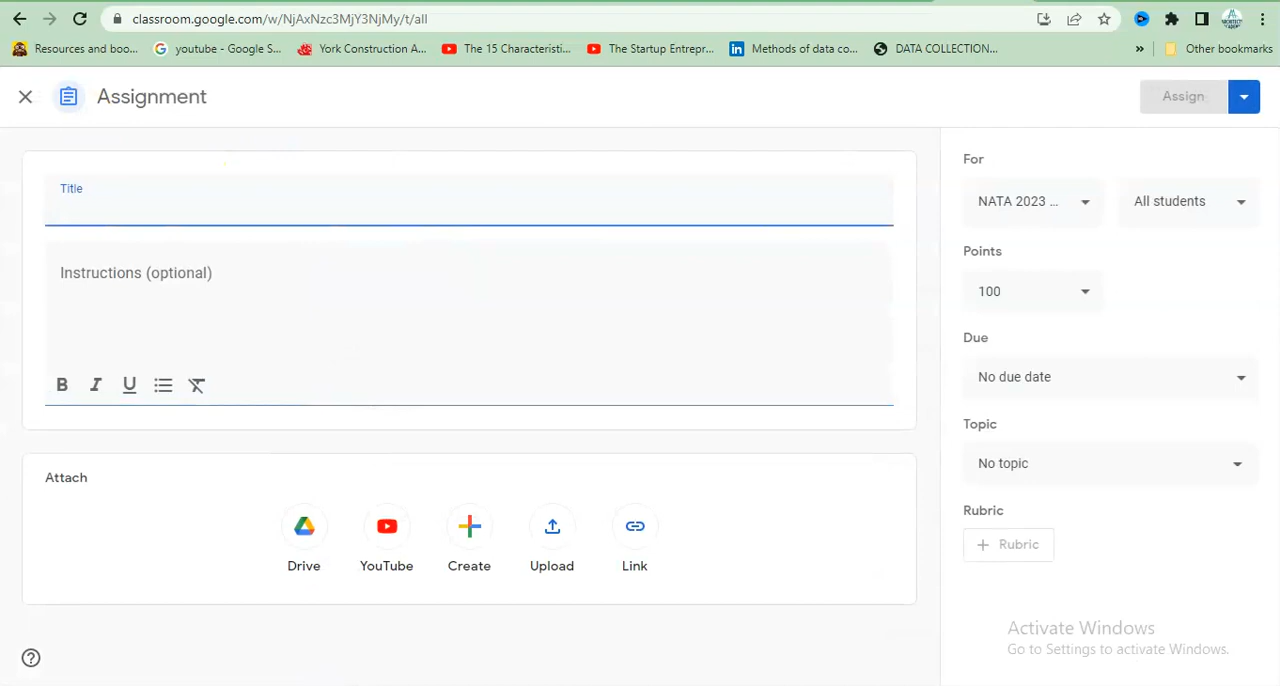 classroom.google.com/w/NjAxNzc3MjY3NjMy/t/all
Resources and boo...
youtube - Google S...
York Construction A...
The 15 Characteristi...
The Startup Entrepr...
Methods of data co...
DATA COLLECTION...
»
Other bookmarks
Assignment
Assign
Title
Instructions (optional)
B I U
Attach
Drive
YouTube
Create
Upload
Link
For
NATA 2023 ...
All students
Points
100
Due
No due date
Topic
No topic
Rubric
+ Rubric
Activate Windows
Go to Settings to activate Windows.